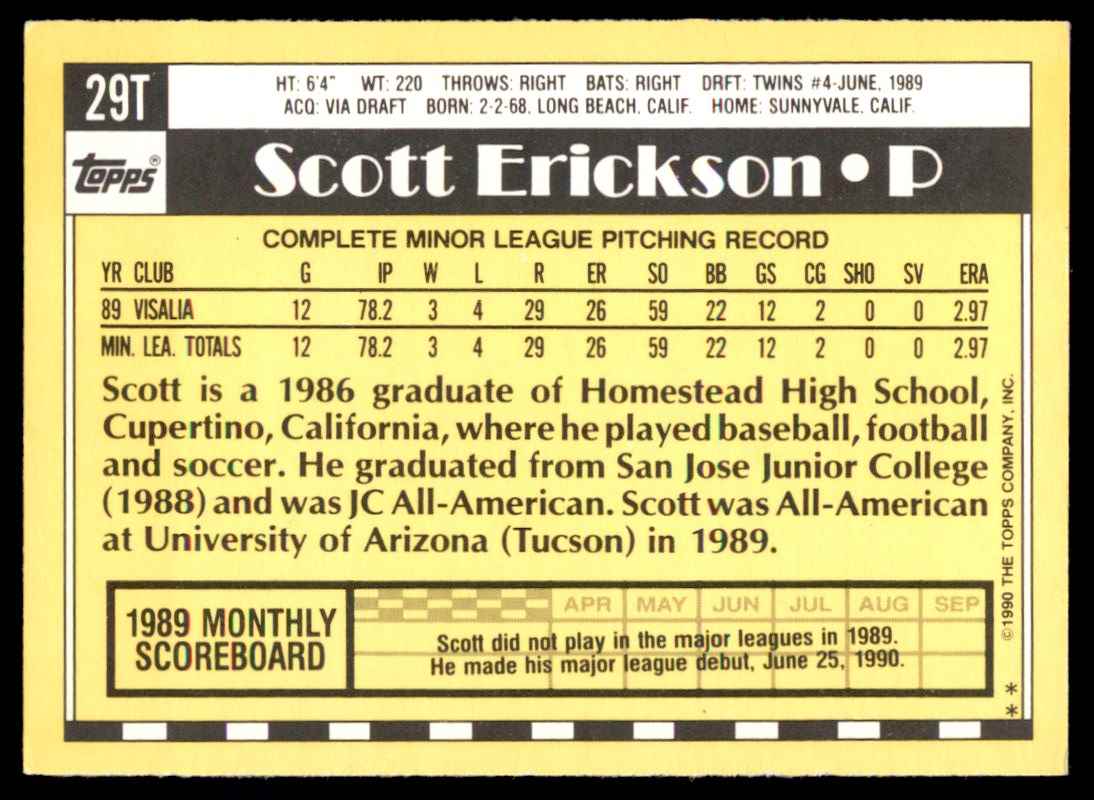 29T
HT: 6'4" WT: 220 THROWS: RIGHT BATS: RIGHT DRFT: TWINS #4-JUNE, 1989
ACQ: VIA DRAFT BORN: 2-2-68, LONG BEACH, CALIF. HOME: SUNNYVALE, CALIF.
Topps®
Scott Erickson • P
COMPLETE MINOR LEAGUE PITCHING RECORD
YR CLUB G IP W L R ER SO BB GS CG SHO SV ERA
89 VISALIA 12 78.2 3 4 29 26 59 22 12 2 0 0 2.97
MIN. LEA. TOTALS 12 78.2 3 4 29 26 59 22 12 2 0 0 2.97
Scott is a 1986 graduate of Homestead High School,
Cupertino, California, where he played baseball, football
and soccer. He graduated from San Jose Junior College
(1988) and was JC All-American. Scott was All-American
at University of Arizona (Tucson) in 1989.
1989 MONTHLY
SCOREBOARD
APR MAY JUN JUL AUG SEP
Scott did not play in the major leagues in 1989.
He made his major league debut, June 25, 1990.
©1990 THE TOPPS COMPANY, INC.
**